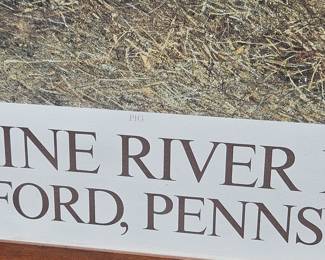 PIG
INE RIVER
FORD, PENNS